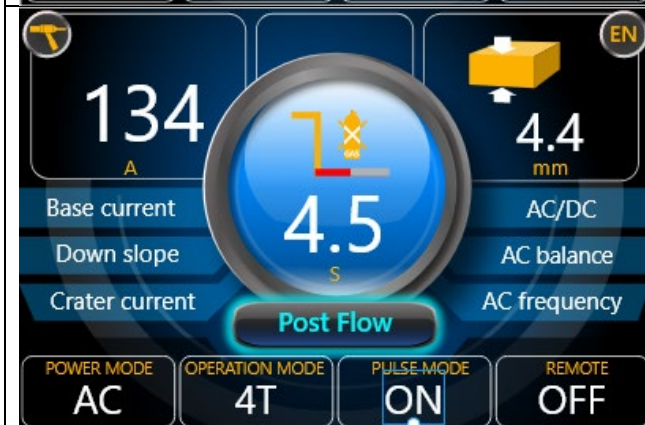 EN
134
A
4.4
mm
GAS
4.5
S
Base current
Down slope
Crater current
AC/DC
AC balance
AC frequency
Post Flow
POWER MODE
AC
OPERATION MODE
4T
PULSE MODE
ON
REMOTE
OFF